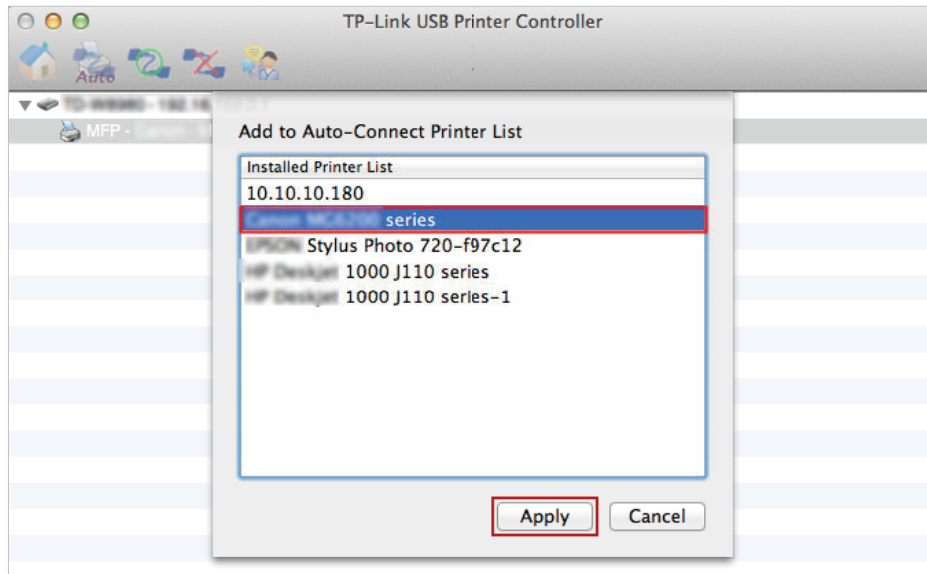 TP-Link USB Printer Controller
Auto
MFP -
Add to Auto-Connect Printer List
Installed Printer List
10.10.10.180
series
Stylus Photo 720-f97c12
1000 J110 series
1000 J110 series-1
Apply
Cancel